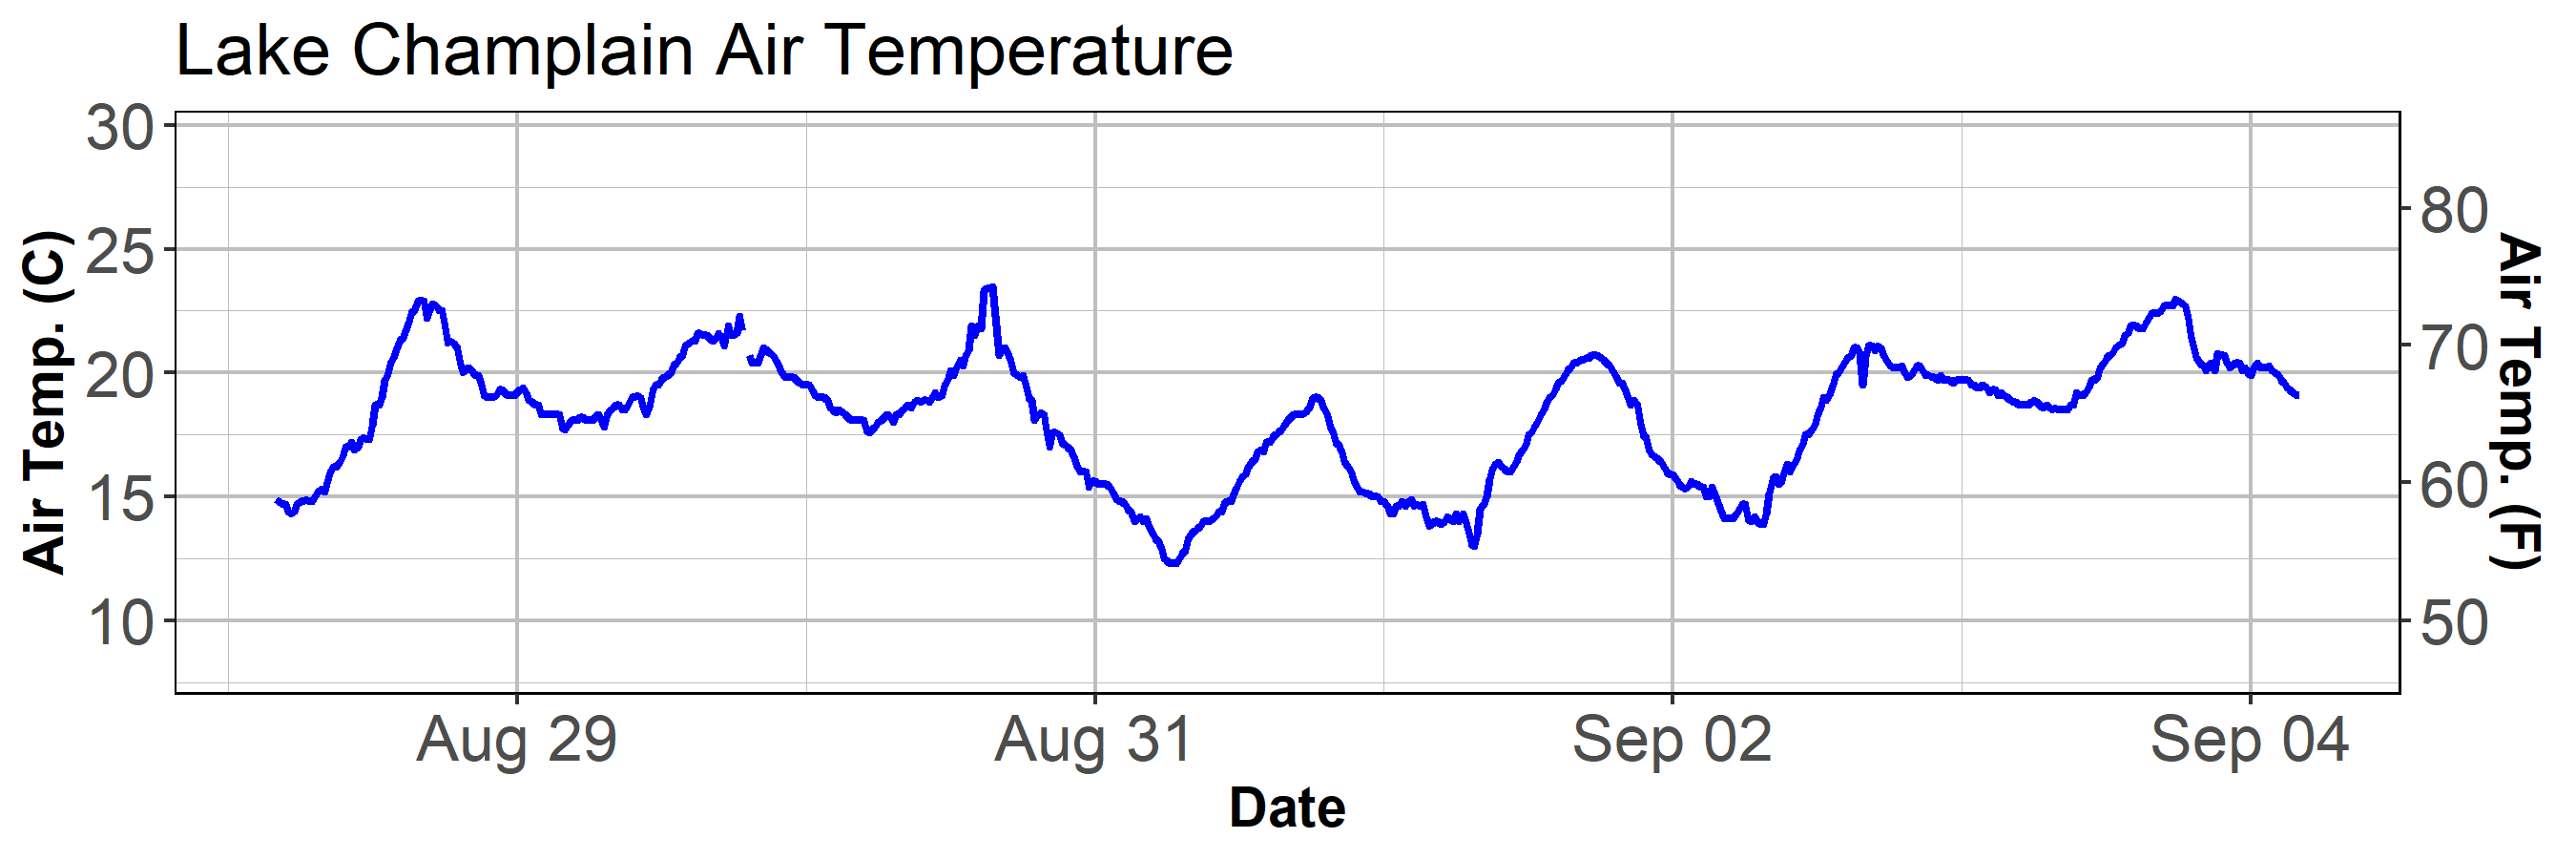 Lake Champlain Air Temperature
30
25
20
15
10
Air Temp. (C)
80
70
60
50
Air Temp. (F)
Aug 29
Aug 31
Sep 02
Sep 04
Date